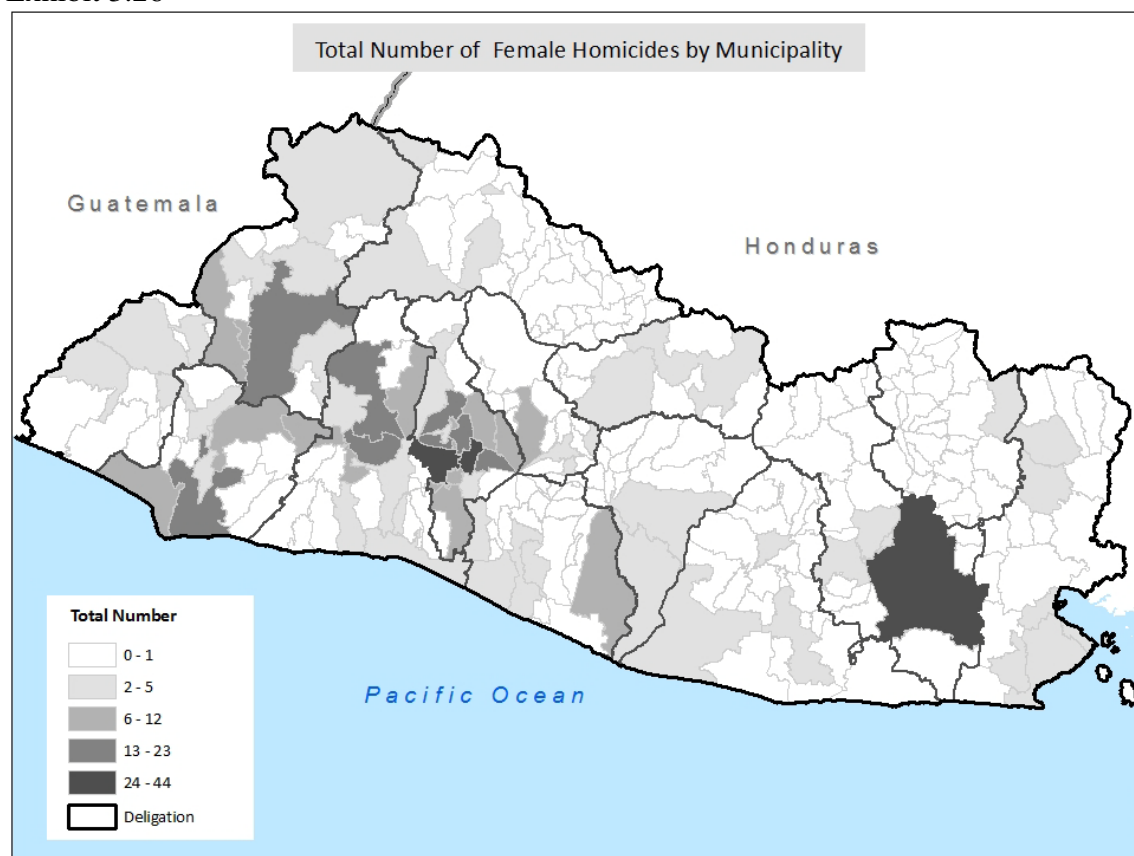 Total Number of Female Homicides by Municipality
Guatemala
Honduras
Pacific Ocean
Total Number
0 - 1
2 - 5
6 - 12
13 - 23
24 - 44
Deligation